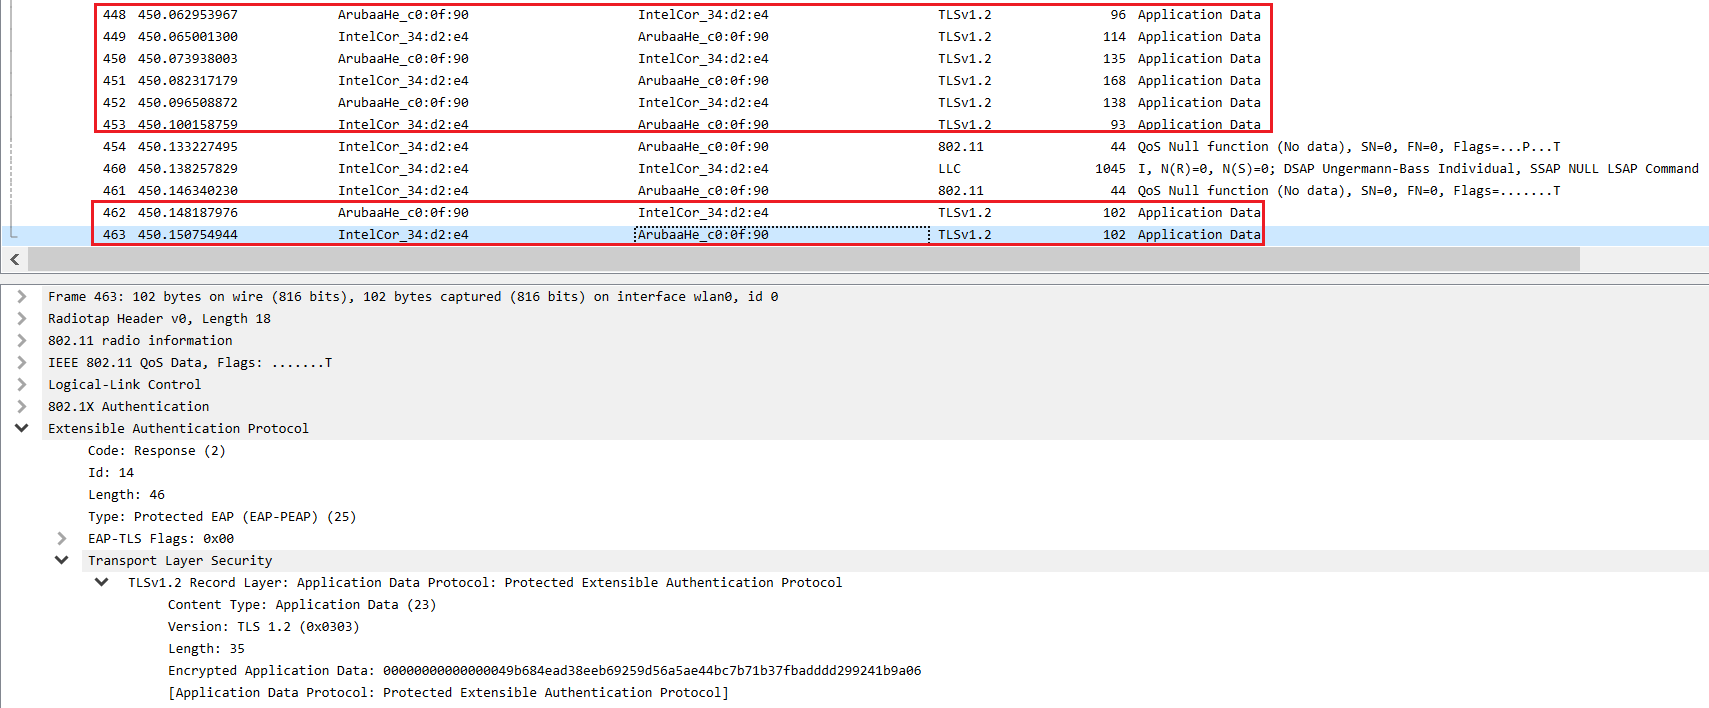 448 450.062953967 ArubaaHe_c0:0f:90 IntelCor_34:d2:e4 TLSv1.2 96 Application Data
449 450.065001300 IntelCor_34:d2:e4 ArubaaHe_c0:0f:90 TLSv1.2 114 Application Data
450 450.073938003 ArubaaHe_c0:0f:90 IntelCor_34:d2:e4 TLSv1.2 135 Application Data
451 450.082317179 IntelCor_34:d2:e4 ArubaaHe_c0:0f:90 TLSv1.2 168 Application Data
452 450.096508872 ArubaaHe_c0:0f:90 IntelCor_34:d2:e4 TLSv1.2 138 Application Data
453 450.100158759 IntelCor_34:d2:e4 ArubaaHe_c0:0f:90 TLSv1.2 93 Application Data
454 450.133227495 IntelCor_34:d2:e4 ArubaaHe_c0:0f:90 802.11 44 QoS Null function (No data), SN=0, FN=0, Flags=...P...T
460 450.138257829 IntelCor_34:d2:e4 IntelCor_34:d2:e4 LLC 1045 I, N(R)=0, N(S)=0; DSAP Ungermann-Bass Individual, SSAP NULL LSAP Command
461 450.146340230 IntelCor_34:d2:e4 ArubaaHe_c0:0f:90 802.11 44 QoS Null function (No data), SN=0, FN=0, Flags=.......T
462 450.148187976 ArubaaHe_c0:0f:90 IntelCor_34:d2:e4 TLSv1.2 102 Application Data
463 450.150754944 IntelCor_34:d2:e4 ArubaaHe_c0:0f:90 TLSv1.2 102 Application Data
Frame 463: 102 bytes on wire (816 bits), 102 bytes captured (816 bits) on interface wlan0, id 0
Radiotap Header v0, Length 18
802.11 radio information
IEEE 802.11 QoS Data, Flags: .......T
Logical-Link Control
802.1X Authentication
Extensible Authentication Protocol
Code: Response (2)
Id: 14
Length: 46
Type: Protected EAP (EAP-PEAP) (25)
EAP-TLS Flags: 0x00
Transport Layer Security
TLSv1.2 Record Layer: Application Data Protocol: Protected Extensible Authentication Protocol
Content Type: Application Data (23)
Version: TLS 1.2 (0x0303)
Length: 35
Encrypted Application Data: 00000000000000049b684ead38eeb69259d56a5ae44bc7b71b37fbadddd299241b9a06
[Application Data Protocol: Protected Extensible Authentication Protocol]